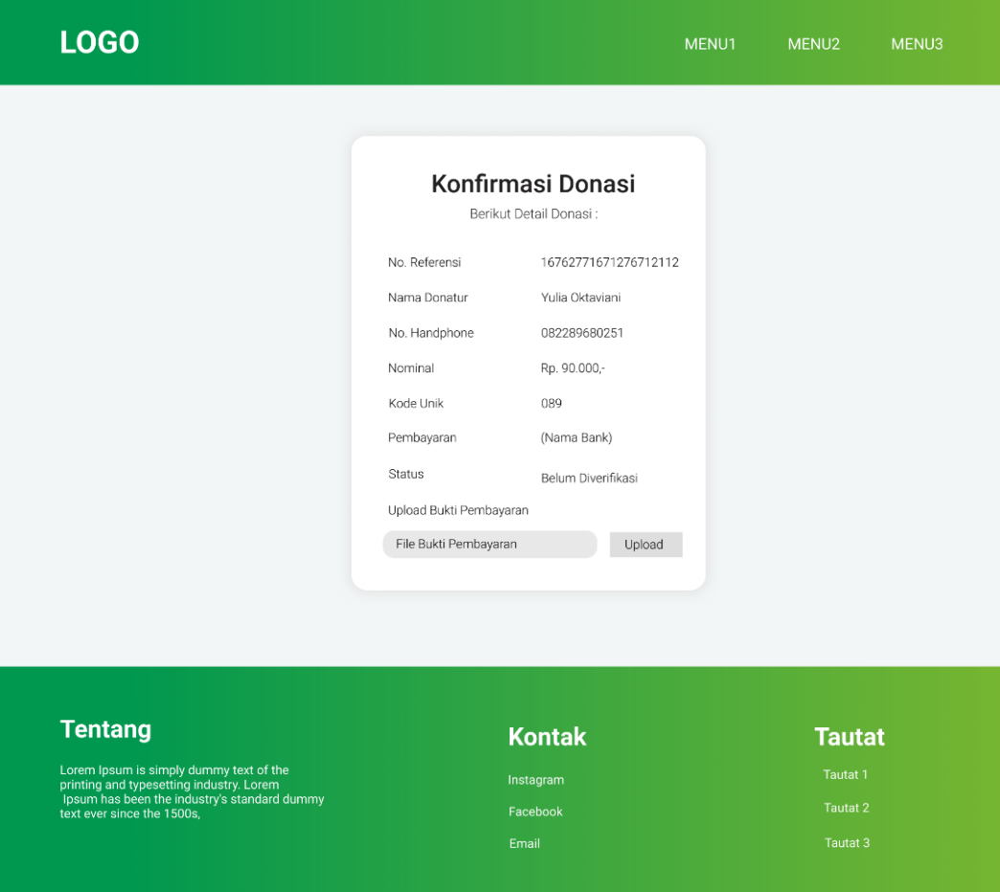 LOGO
MENU1 MENU2 MENU3
Konfirmasi Donasi
Berikut Detail Donasi :
No. Referensi 16762771671276712112
Nama Donatur Yulia Oktaviani
No. Handphone 082289680251
Nominal Rp. 90.000,-
Kode Unik 089
Pembayaran (Nama Bank)
Status Belum Diverifikasi
Upload Bukti Pembayaran
File Bukti Pembayaran Upload
Tentang
Lorem Ipsum is simply dummy text of the
printing and typesetting industry. Lorem
Ipsum has been the industry's standard dummy
text ever since the 1500s,
Kontak
Instagram
Facebook
Email
Tautat
Tautat 1
Tautat 2
Tautat 3